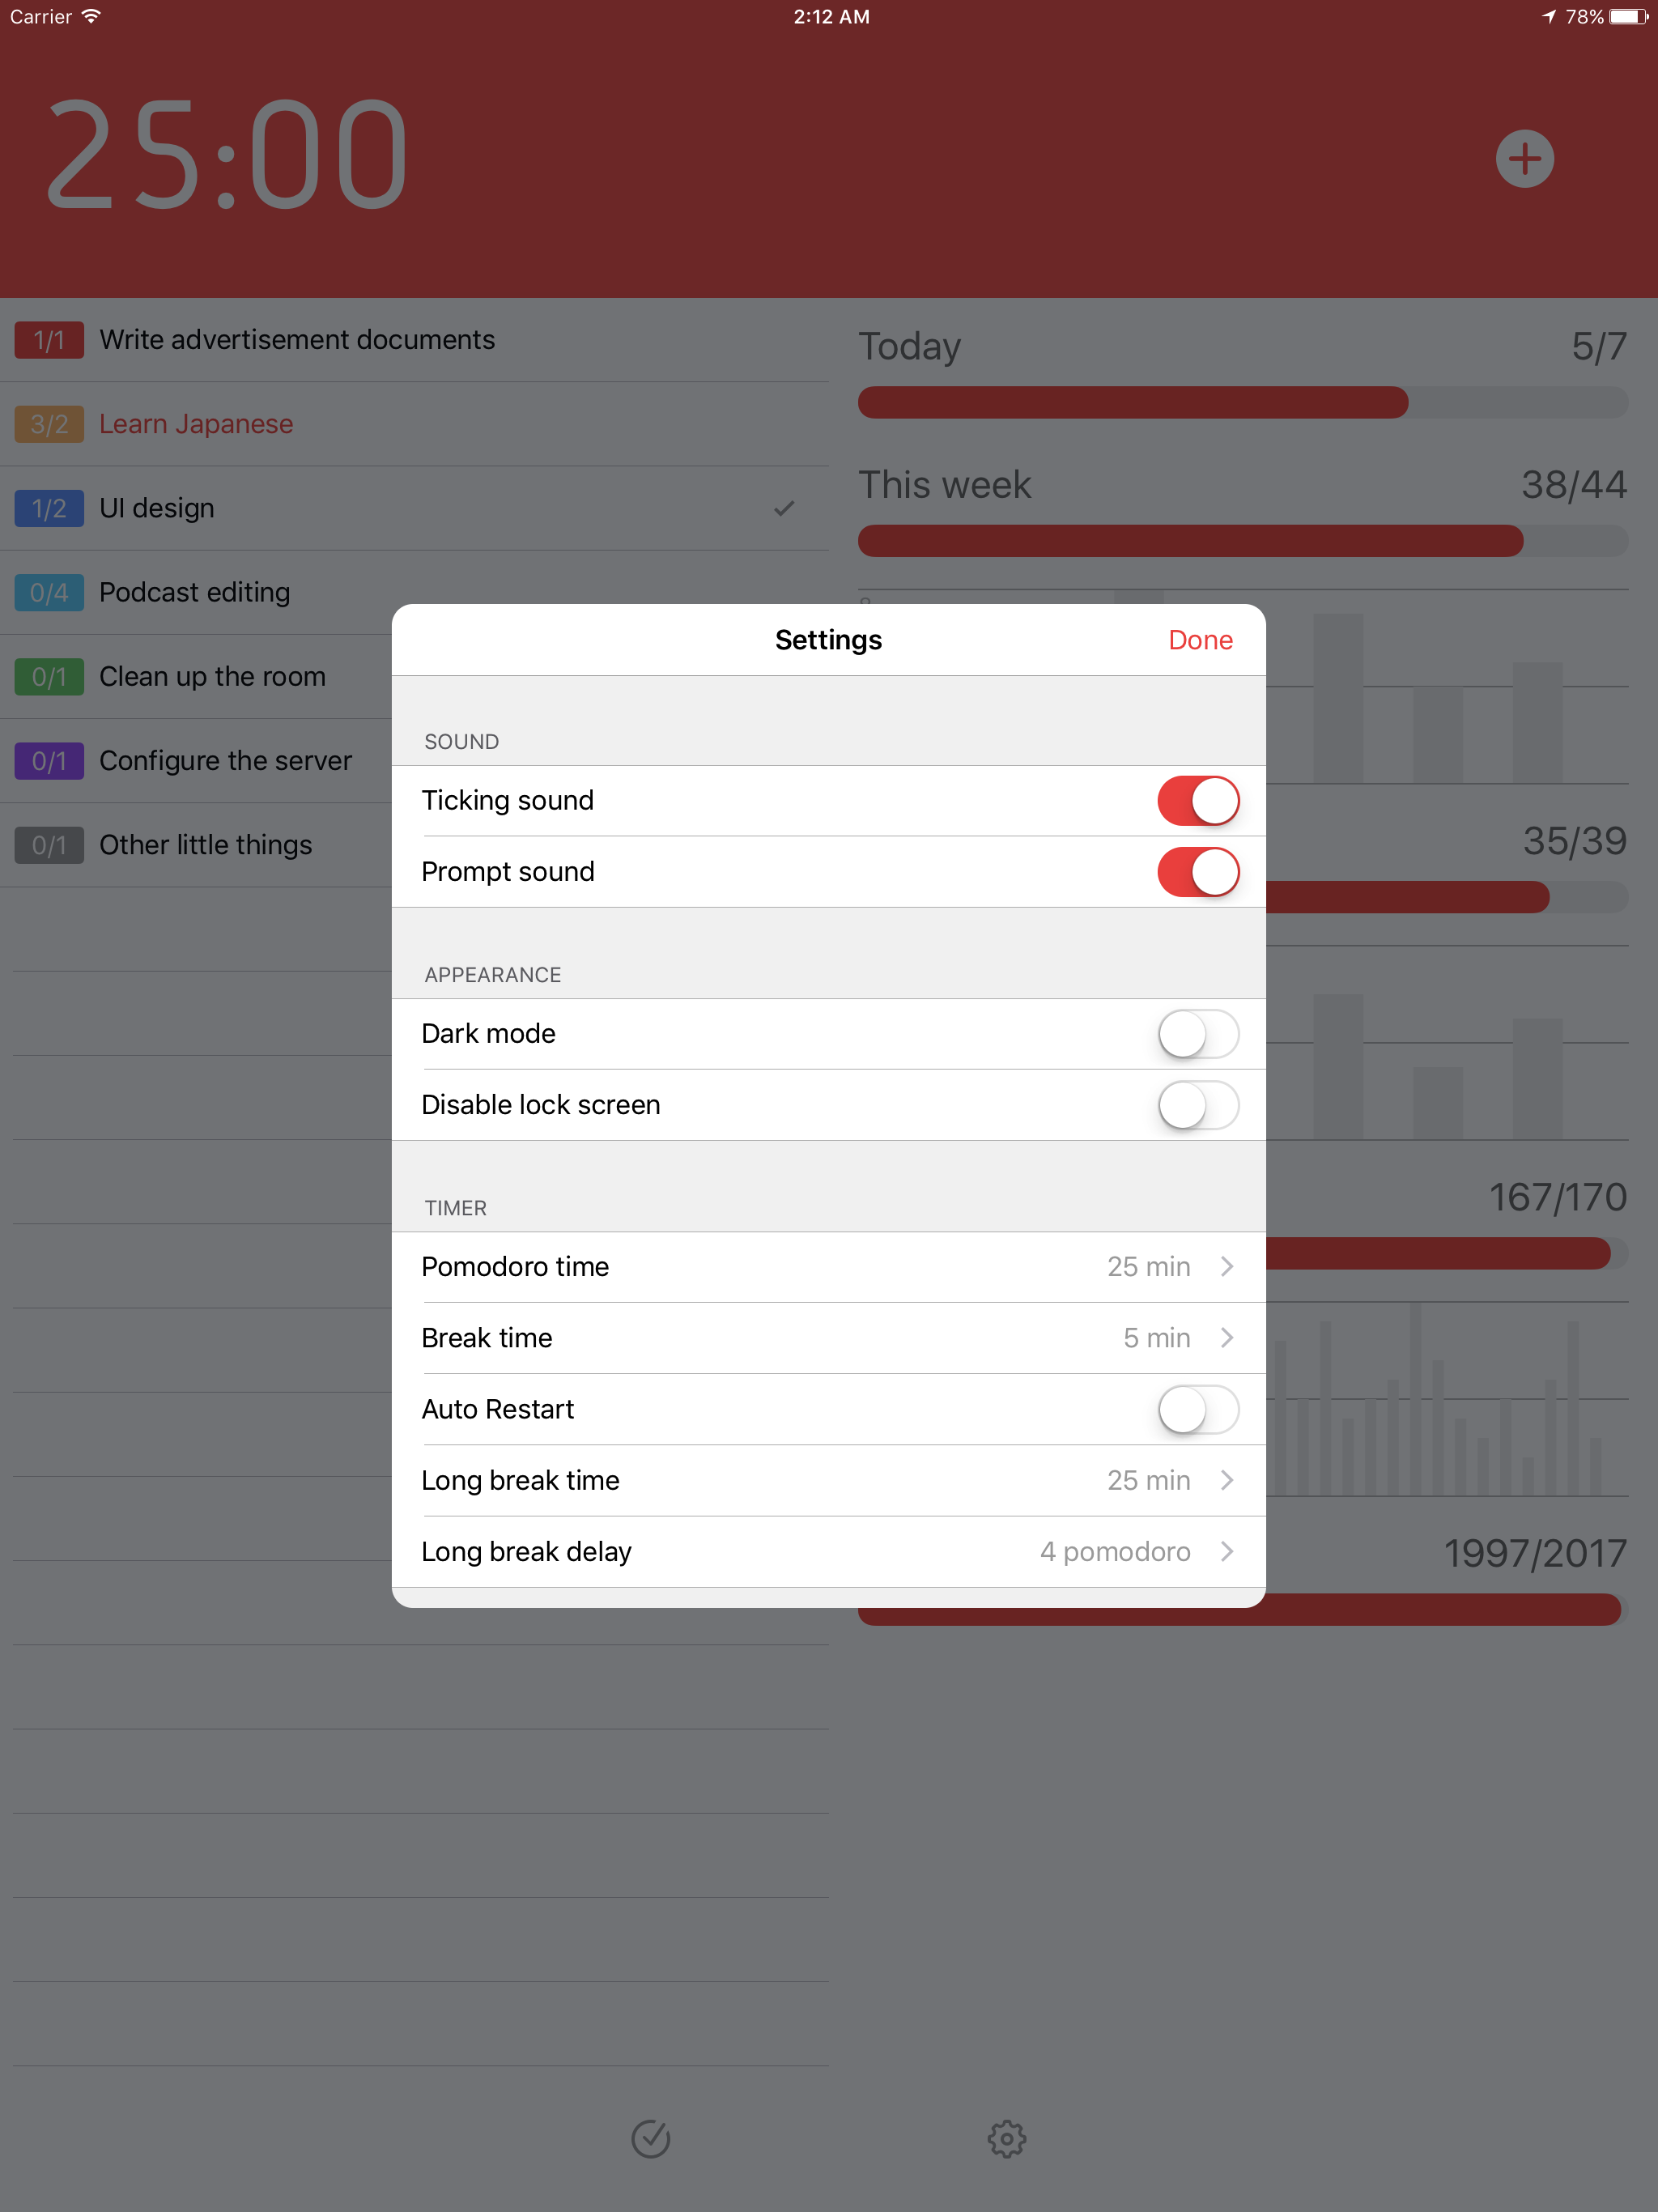 Carrier 2:12 AM 78%
25:00
1/1 Write advertisement documents
3/2 Learn Japanese
1/2 UI design
0/4 Podcast editing
0/1 Clean up the room
0/1 Configure the server
0/1 Other little things
Today 5/7
This week 38/44
35/39
167/170
1997/2017
Settings Done
SOUND
Ticking sound
Prompt sound
APPEARANCE
Dark mode
Disable lock screen
TIMER
Pomodoro time 25 min
Break time 5 min
Auto Restart
Long break time 25 min
Long break delay 4 pomodoro